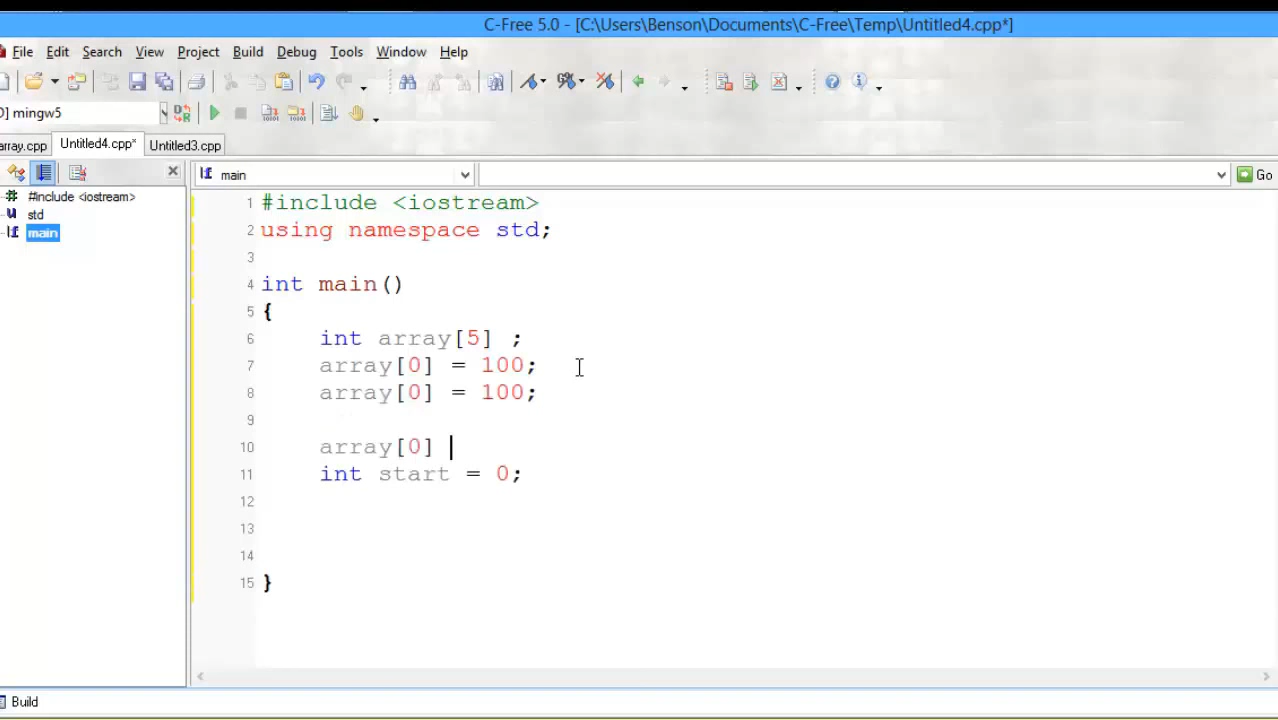 C-Free 5.0 - [C:\Users\Benson\Documents\C-Free\Temp\Untitled4.cpp*]
File Edit Search View Project Build Debug Tools Window Help
mingw5
array.cpp Untitled4.cpp* Untitled3.cpp
main
Go
#include <iostream>
std
main
1 #include <iostream>
2 using namespace std;
3
4 int main()
5 {
6 int array[5] ;
7 array[0] = 100;
8 array[0] = 100;
9
10 array[0]
11 int start = 0;
12
13
14
15 }
Build